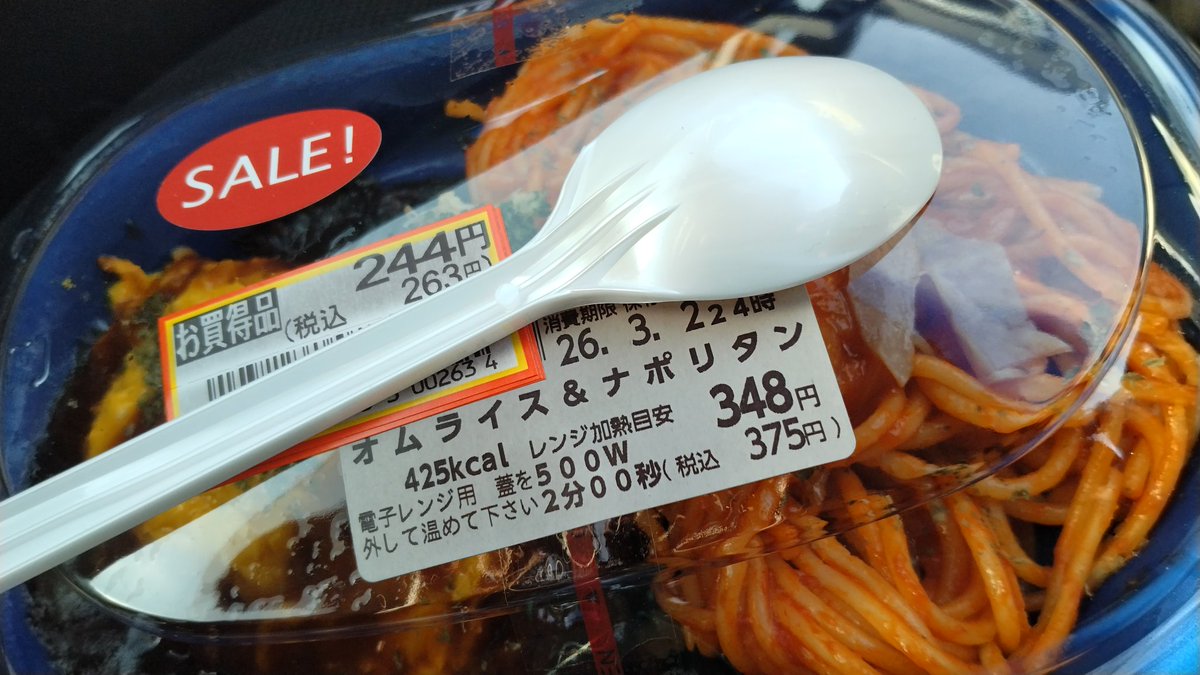 SALE!
お買得品
244円
(税込 263円)
00263 4
消費期限
26. 3. 2 24時
オムライス&ナポリタン
348円
425kcal レンジ加熱目安
375円)
電子レンジ用 蓋を500W
外して温めて下さい2分00秒(税込